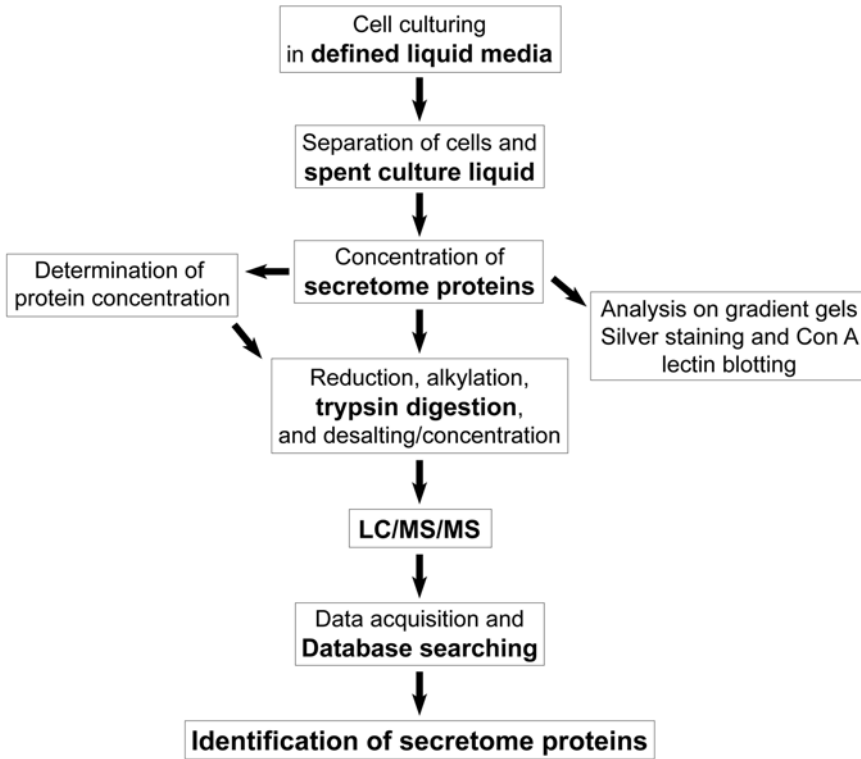 Cell culturing
in defined liquid media
Separation of cells and
spent culture liquid
Concentration of
secretome proteins
Determination of
protein concentration
Analysis on gradient gels
Silver staining and Con A
lectin blotting
Reduction, alkylation,
trypsin digestion,
and desalting/concentration
LC/MS/MS
Data acquisition and
Database searching
Identification of secretome proteins